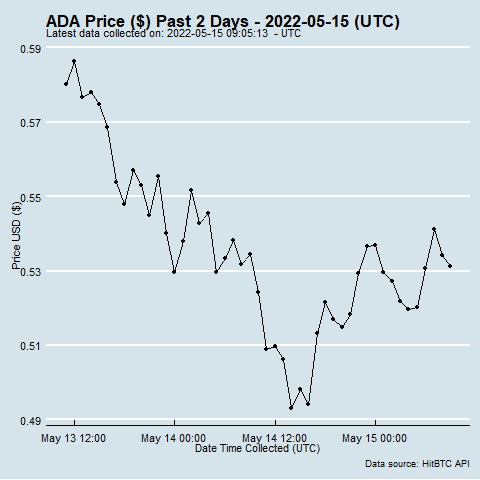 ADA Price ($) Past 2 Days - 2022-05-15 (UTC)
Latest data collected on: 2022-05-15 09:05:13  - UTC
0.59
0.57
0.55
0.53
0.51
0.49
Price USD ($)
May 13 12:00
May 14 00:00
May 14 12:00
May 15 00:00
Date Time Collected (UTC)
Data source: HitBTC API